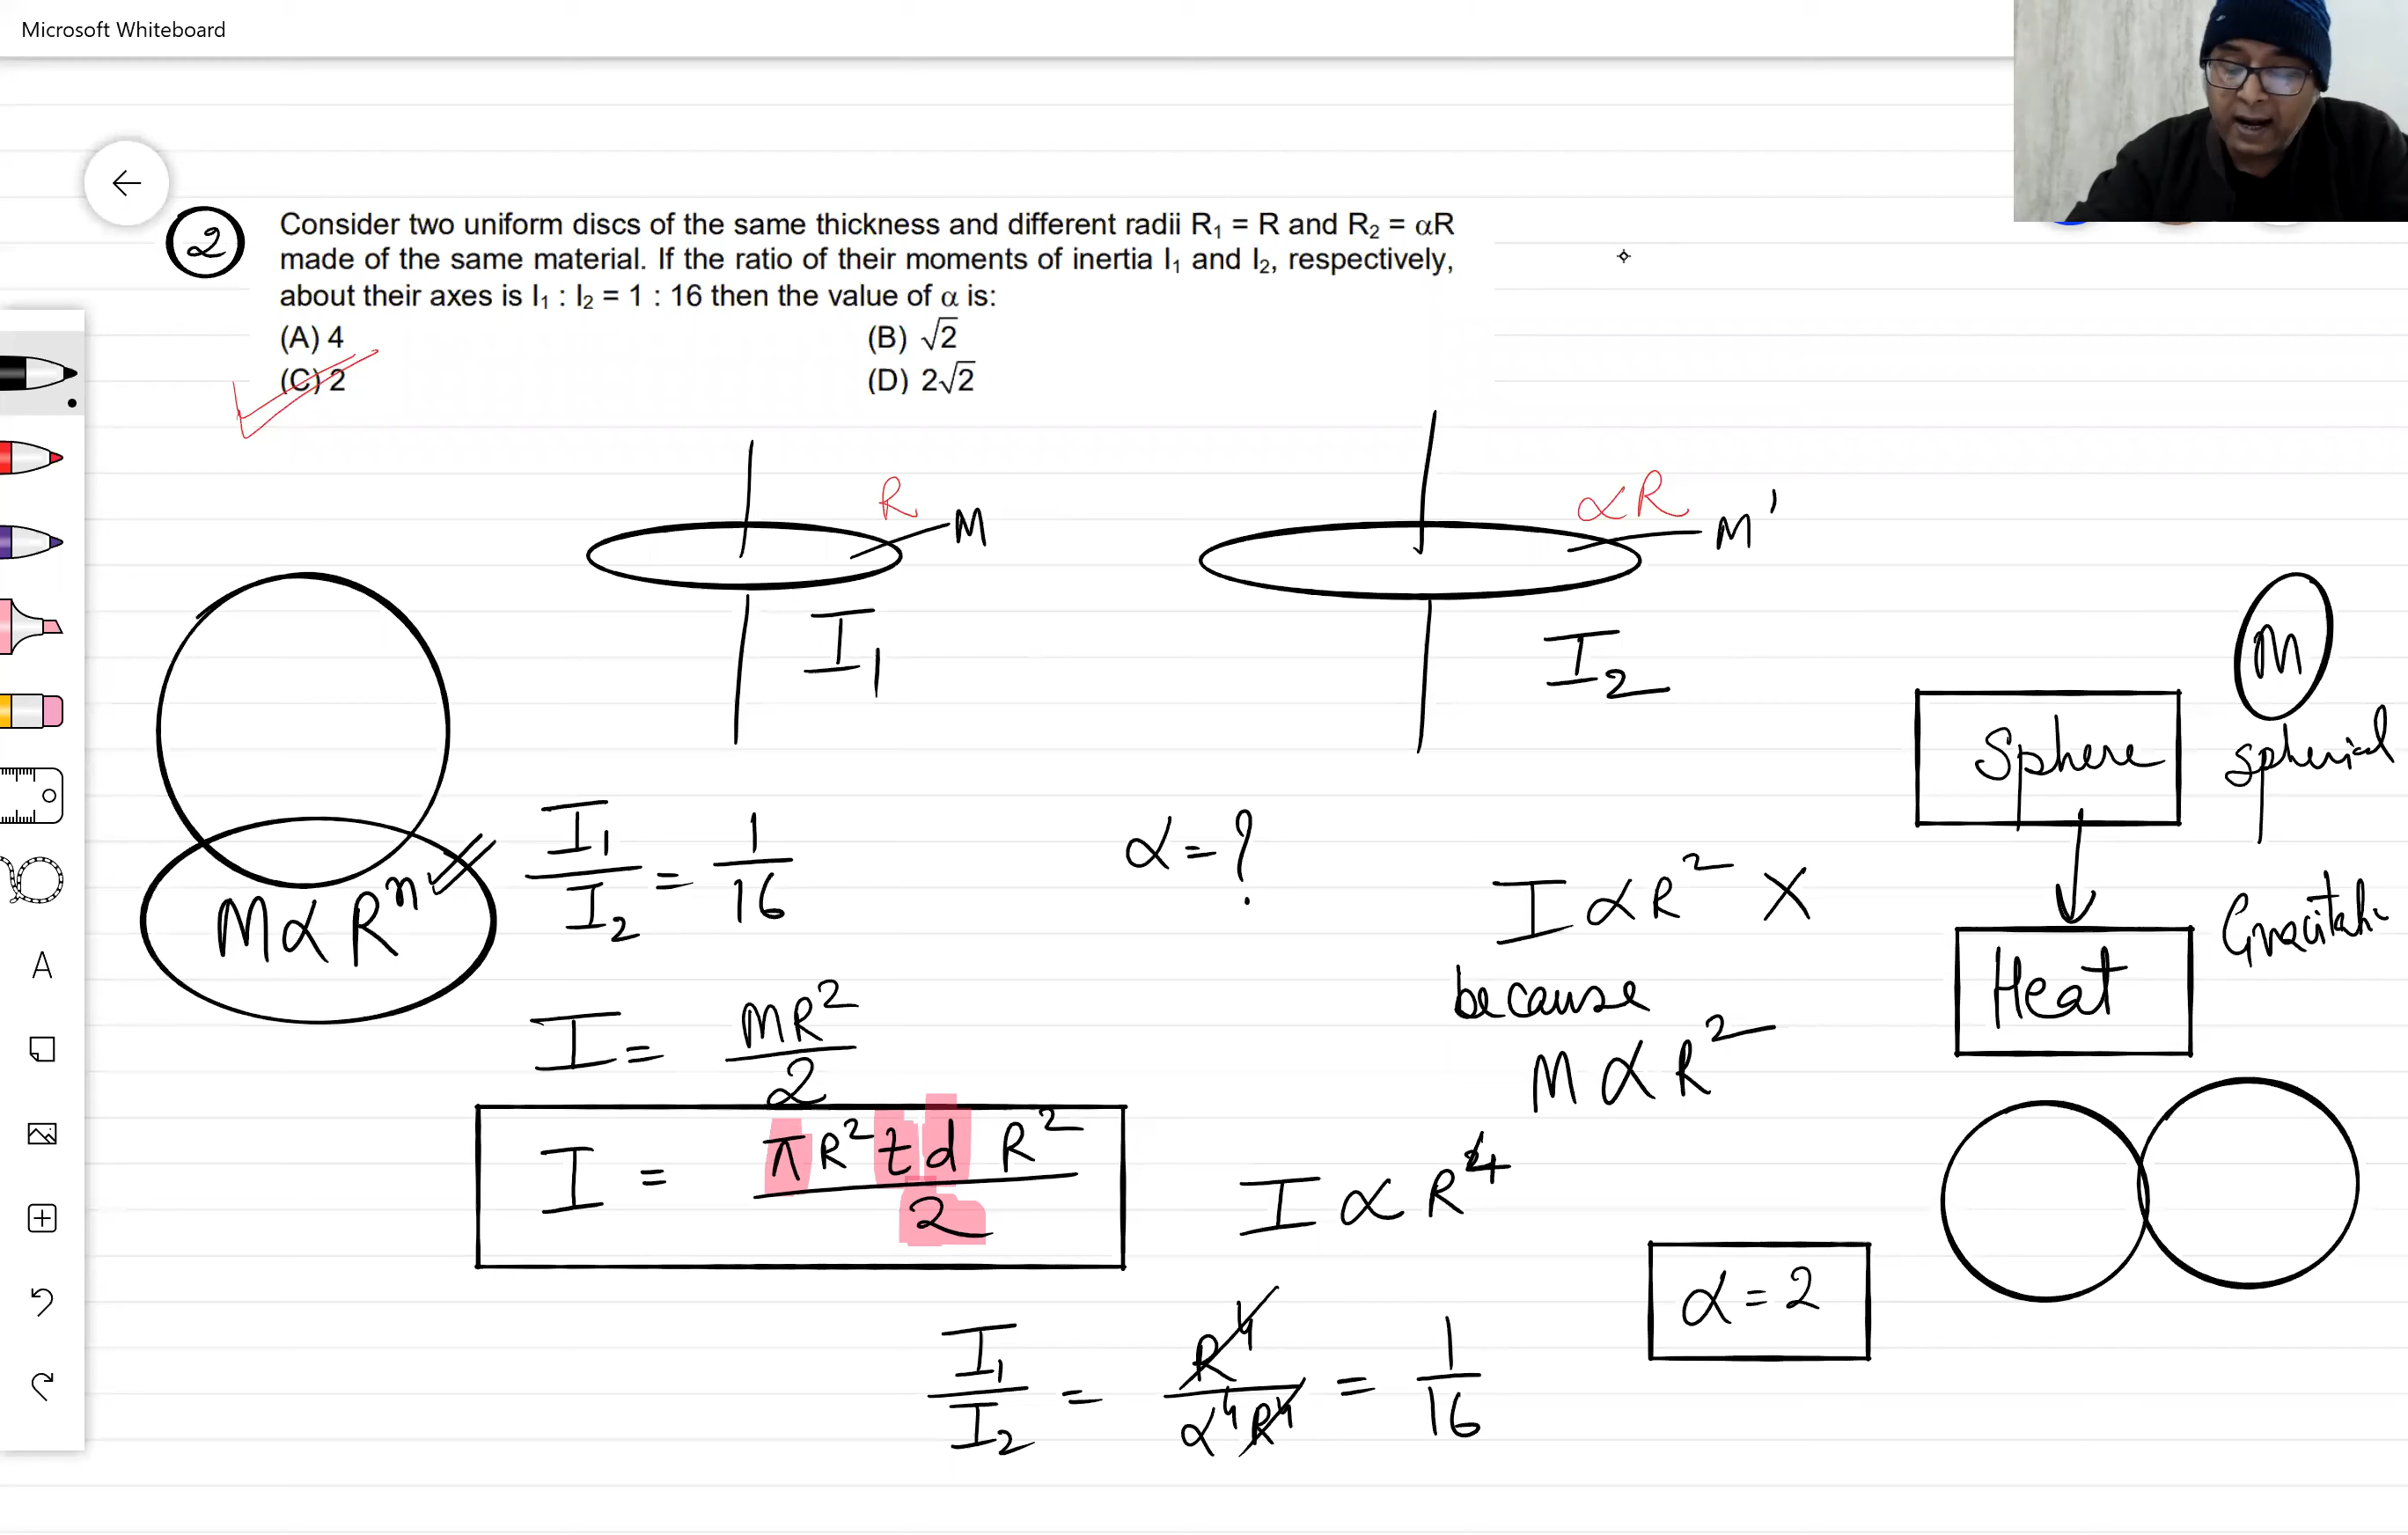 Microsoft Whiteboard
2
Consider two uniform discs of the same thickness and different radii R₁ = R and R₂ = αR
made of the same material. If the ratio of their moments of inertia I₁ and I₂, respectively,
about their axes is I₁ : I₂ = 1 : 16 then the value of α is:
(A) 4 (B) √2
(C) 2 (D) 2√2
R
M
I₁
αR
M'
I₂
M α Rⁿ
I₁/I₂ = 1/16
α = ?
I = MR²/2
I = πR² t d R²/2
I α R² X
because
M α R²
I α R⁴
I₁/I₂ = R⁴/α⁴R⁴ = 1/16
α = 2
Sphere
Heat
M
A